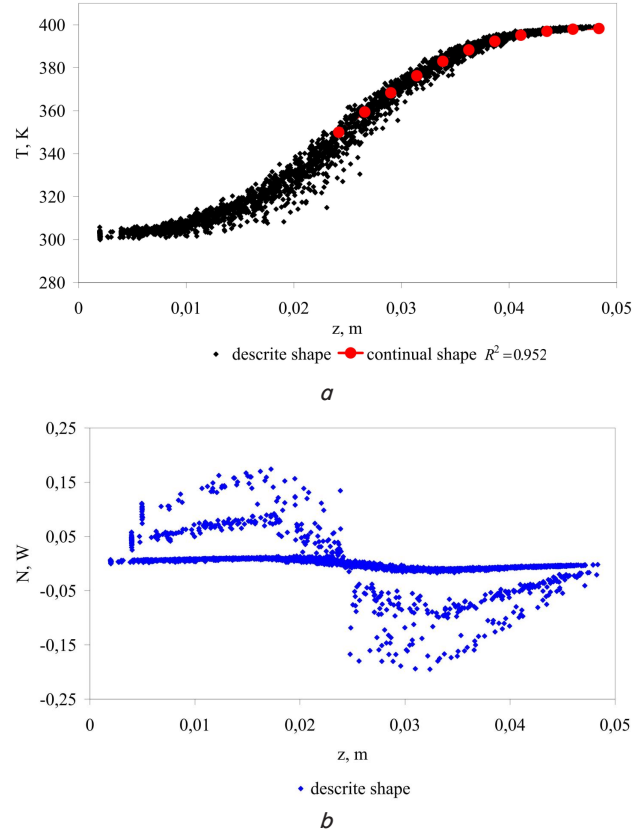 T, K
400
380
360
340
320
300
280
0 0,01 0,02 0,03 0,04 0,05
z, m
descrite shape continual shape R² = 0.952
a
N, W
0,25
0,15
0,05
-0,05
-0,15
-0,25
0 0,01 0,02 0,03 0,04 0,05
z, m
descrite shape
b